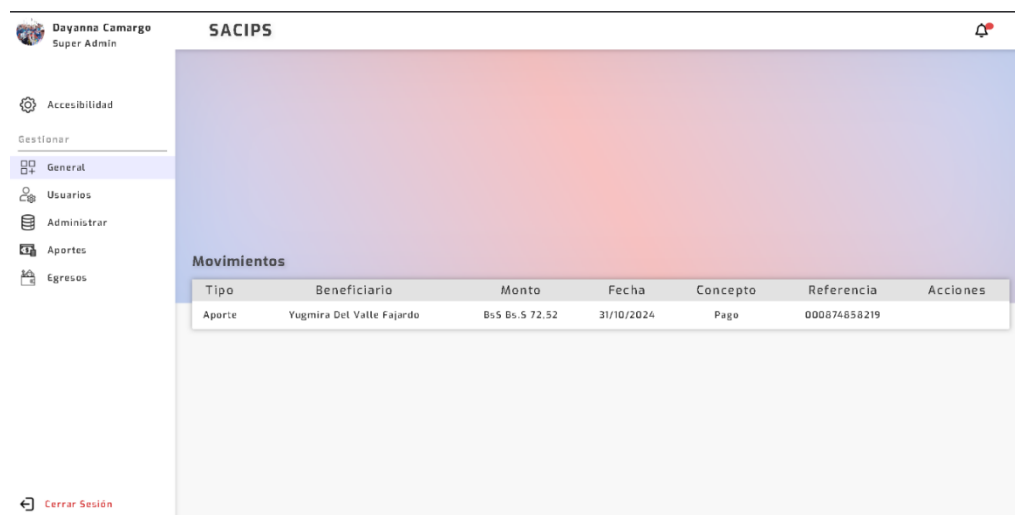 Dayanna Camargo
Super Admin
SACIPS
Accesibilidad
Gestionar
General
Usuarios
Administrar
Aportes
Egresos
Cerrar Sesión
Movimientos
Tipo Beneficiario Monto Fecha Concepto Referencia Acciones
Aporte Yugmira Del Valle Fajardo BsS Bs.S 72,52 31/10/2024 Pago 000874858219